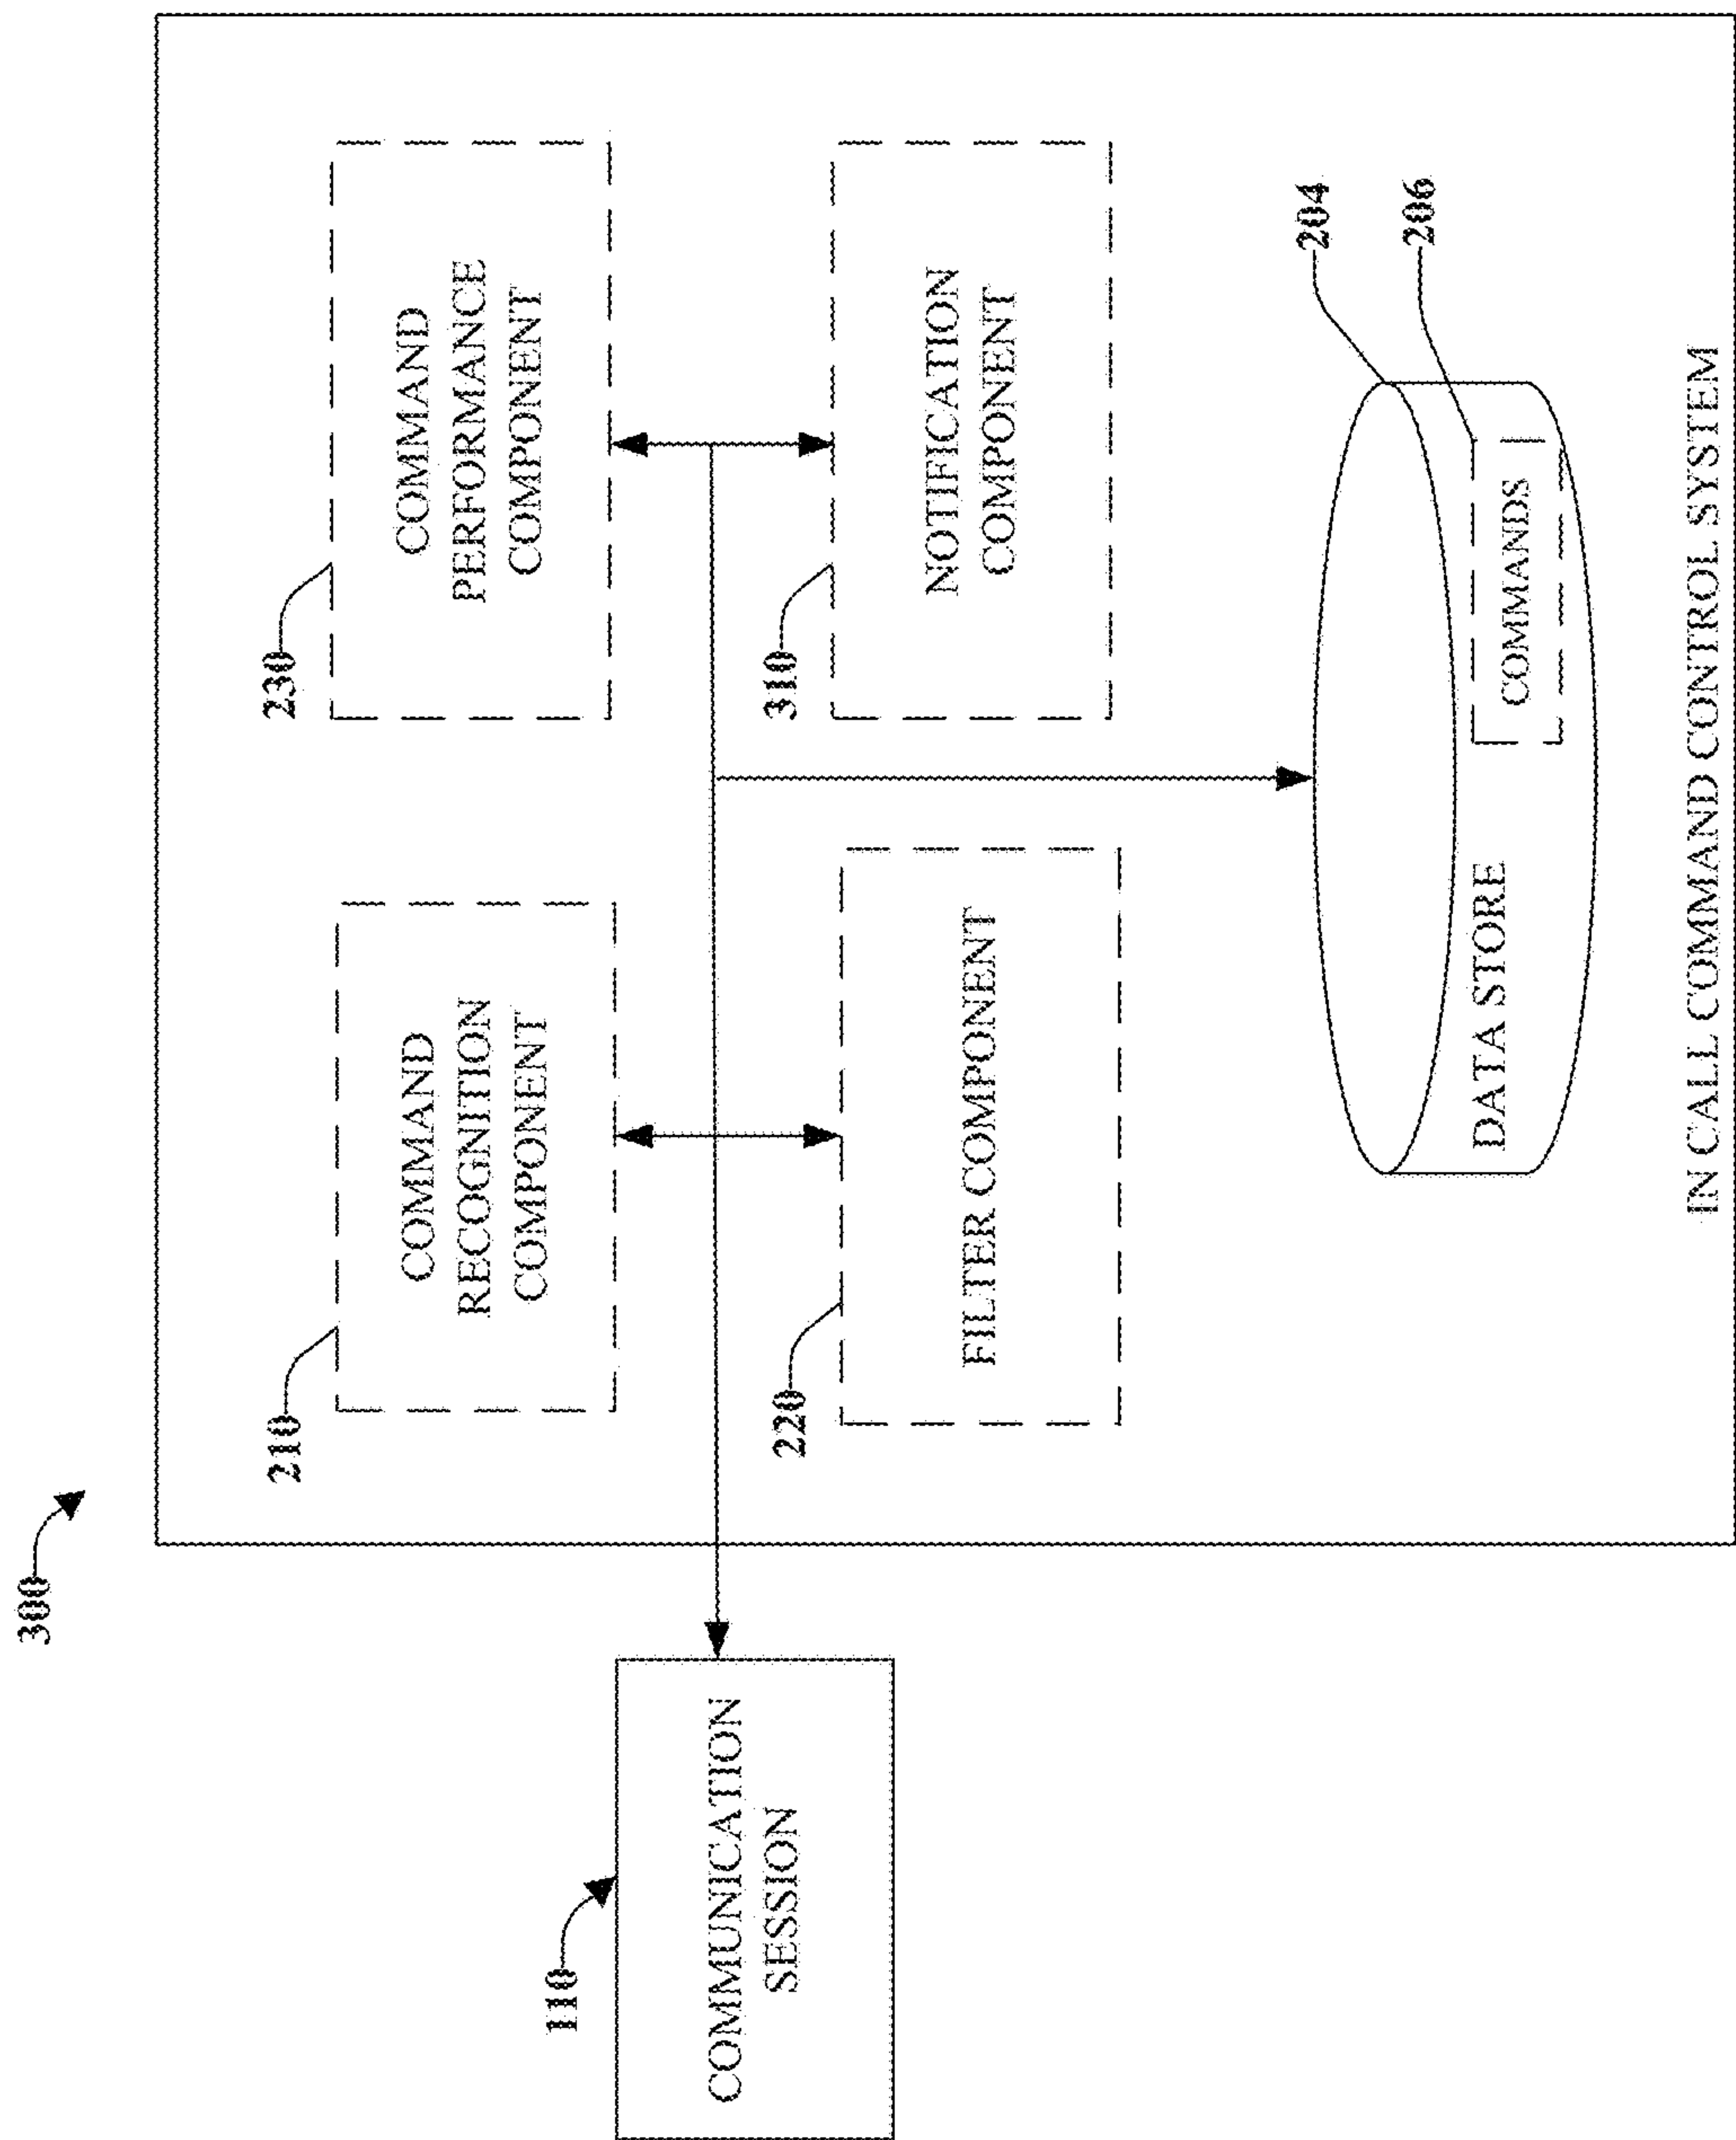 300
110
COMMUNICATION
SESSION
210
COMMAND
RECOGNITION
COMPONENT
230
COMMAND
PERFORMANCE
COMPONENT
220
FILTER COMPONENT
310
NOTIFICATION
COMPONENT
204
206
DATA STORE
COMMANDS
IN CALL COMMAND CONTROL SYSTEM